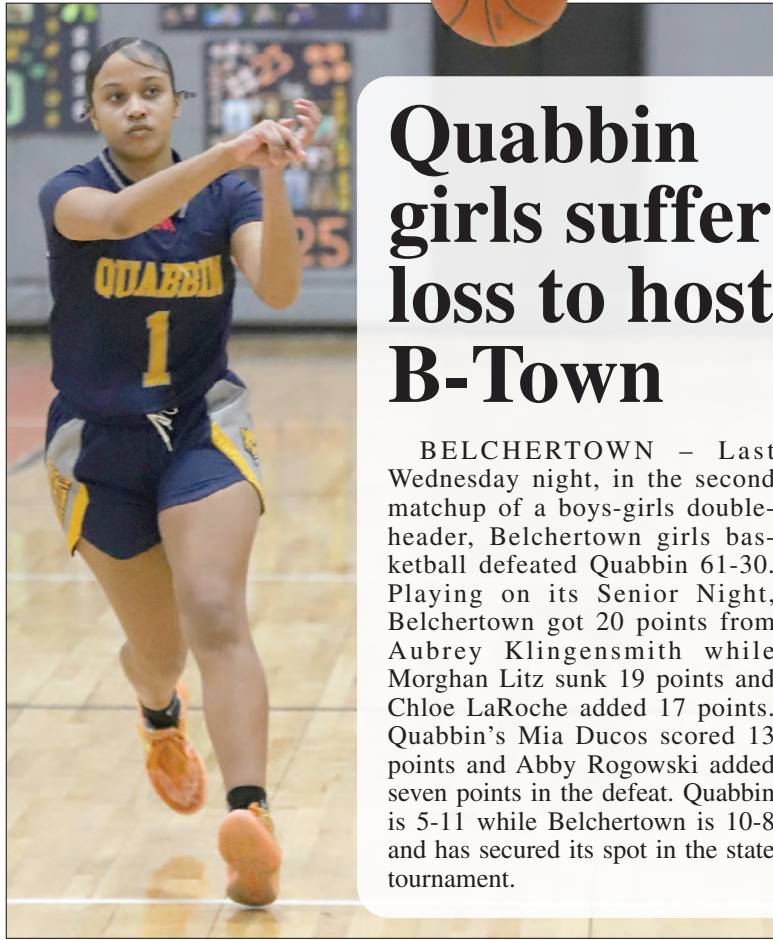 QUABBIN
1
25
Quabbin
girls suffer
loss to host
B-Town
BELCHERTOWN – Last
Wednesday night, in the second
matchup of a boys-girls double-
header, Belchertown girls bas-
ketball defeated Quabbin 61-30.
Playing on its Senior Night,
Belchertown got 20 points from
Aubrey Klingensmith while
Morghan Litz sunk 19 points and
Chloe LaRoche added 17 points.
Quabbin’s Mia Ducos scored 13
points and Abby Rogowski added
seven points in the defeat. Quabbin
is 5-11 while Belchertown is 10-8
and has secured its spot in the state
tournament.